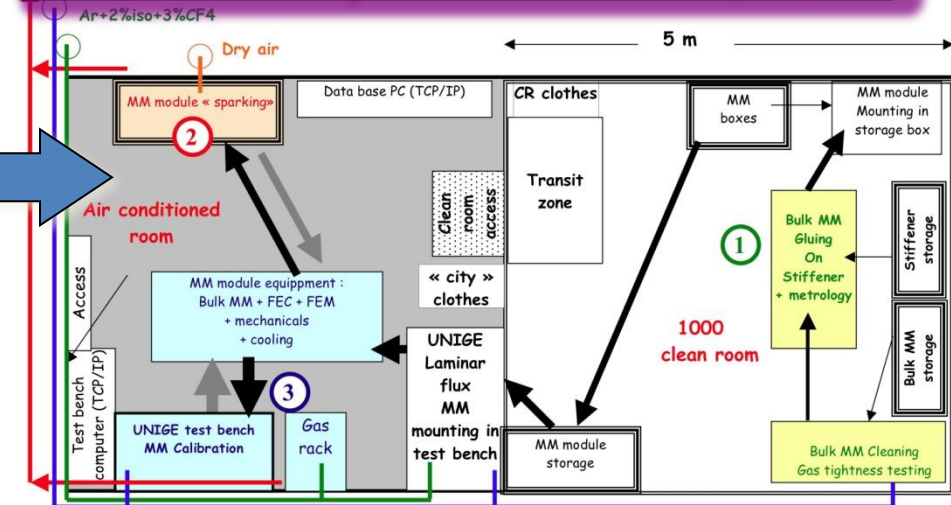 Ar+2%iso+3%CF4
Dry air
5 m
MM module « sparking»
2
Data base PC (TCP/IP)
CR clothes
MM
boxes
MM module
Mounting in
storage box
Air conditioned
room
Clean
room
access
Transit
zone
1
Bulk MM
Gluing
On
Stiffener
+ metrology
Stiffener
storage
Access
MM module equippment :
Bulk MM + FEC + FEM
+ mechanicals
+ cooling
« city »
clothes
1000
clean room
Bulk MM
storage
Test bench
computer (TCP/IP)
3
UNIGE test bench
MM Calibration
Gas
rack
UNIGE
Laminar
flux
MM
mounting in
test bench
MM module
storage
Bulk MM Cleaning
Gas tightness testing